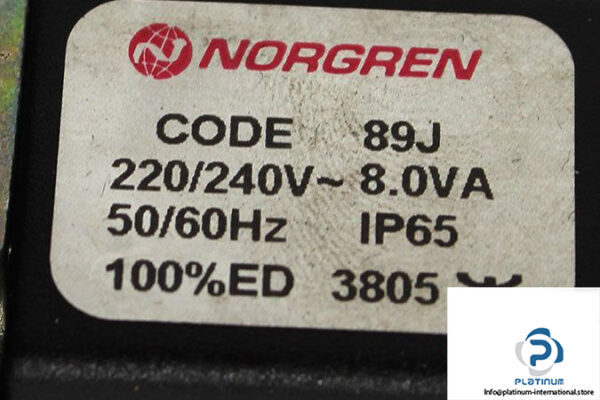 NORGREN
CODE 89J
220/240V~ 8.0VA
50/60Hz IP65
100%ED 3805
PLATINUM
Info@platinum-international.store